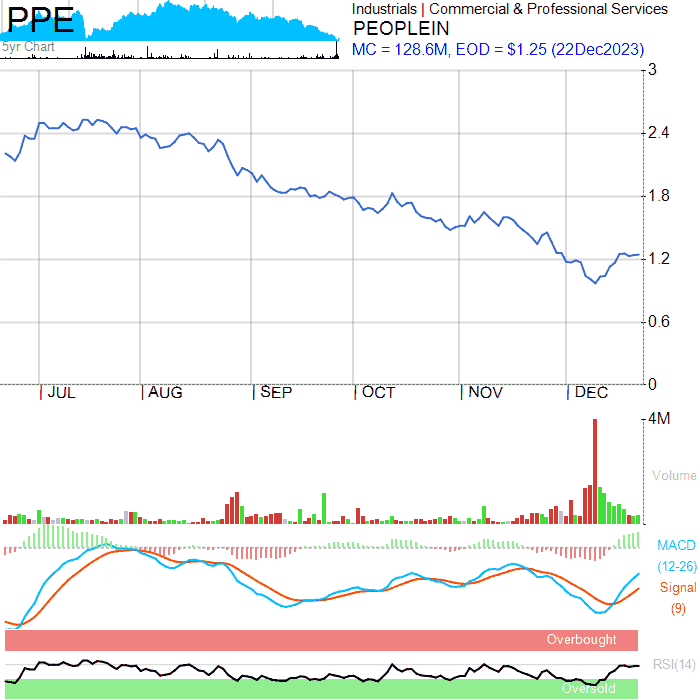 PPE
5yr Chart
Industrials | Commercial & Professional Services
PEOPLEIN
MC = 128.6M, EOD = $1.25 (22Dec2023)
3
2.4
1.8
1.2
0.6
0
JUL AUG SEP OCT NOV DEC
4M
Volume
MACD
(12-26)
Signal
(9)
Overbought
RSI(14)
Oversold